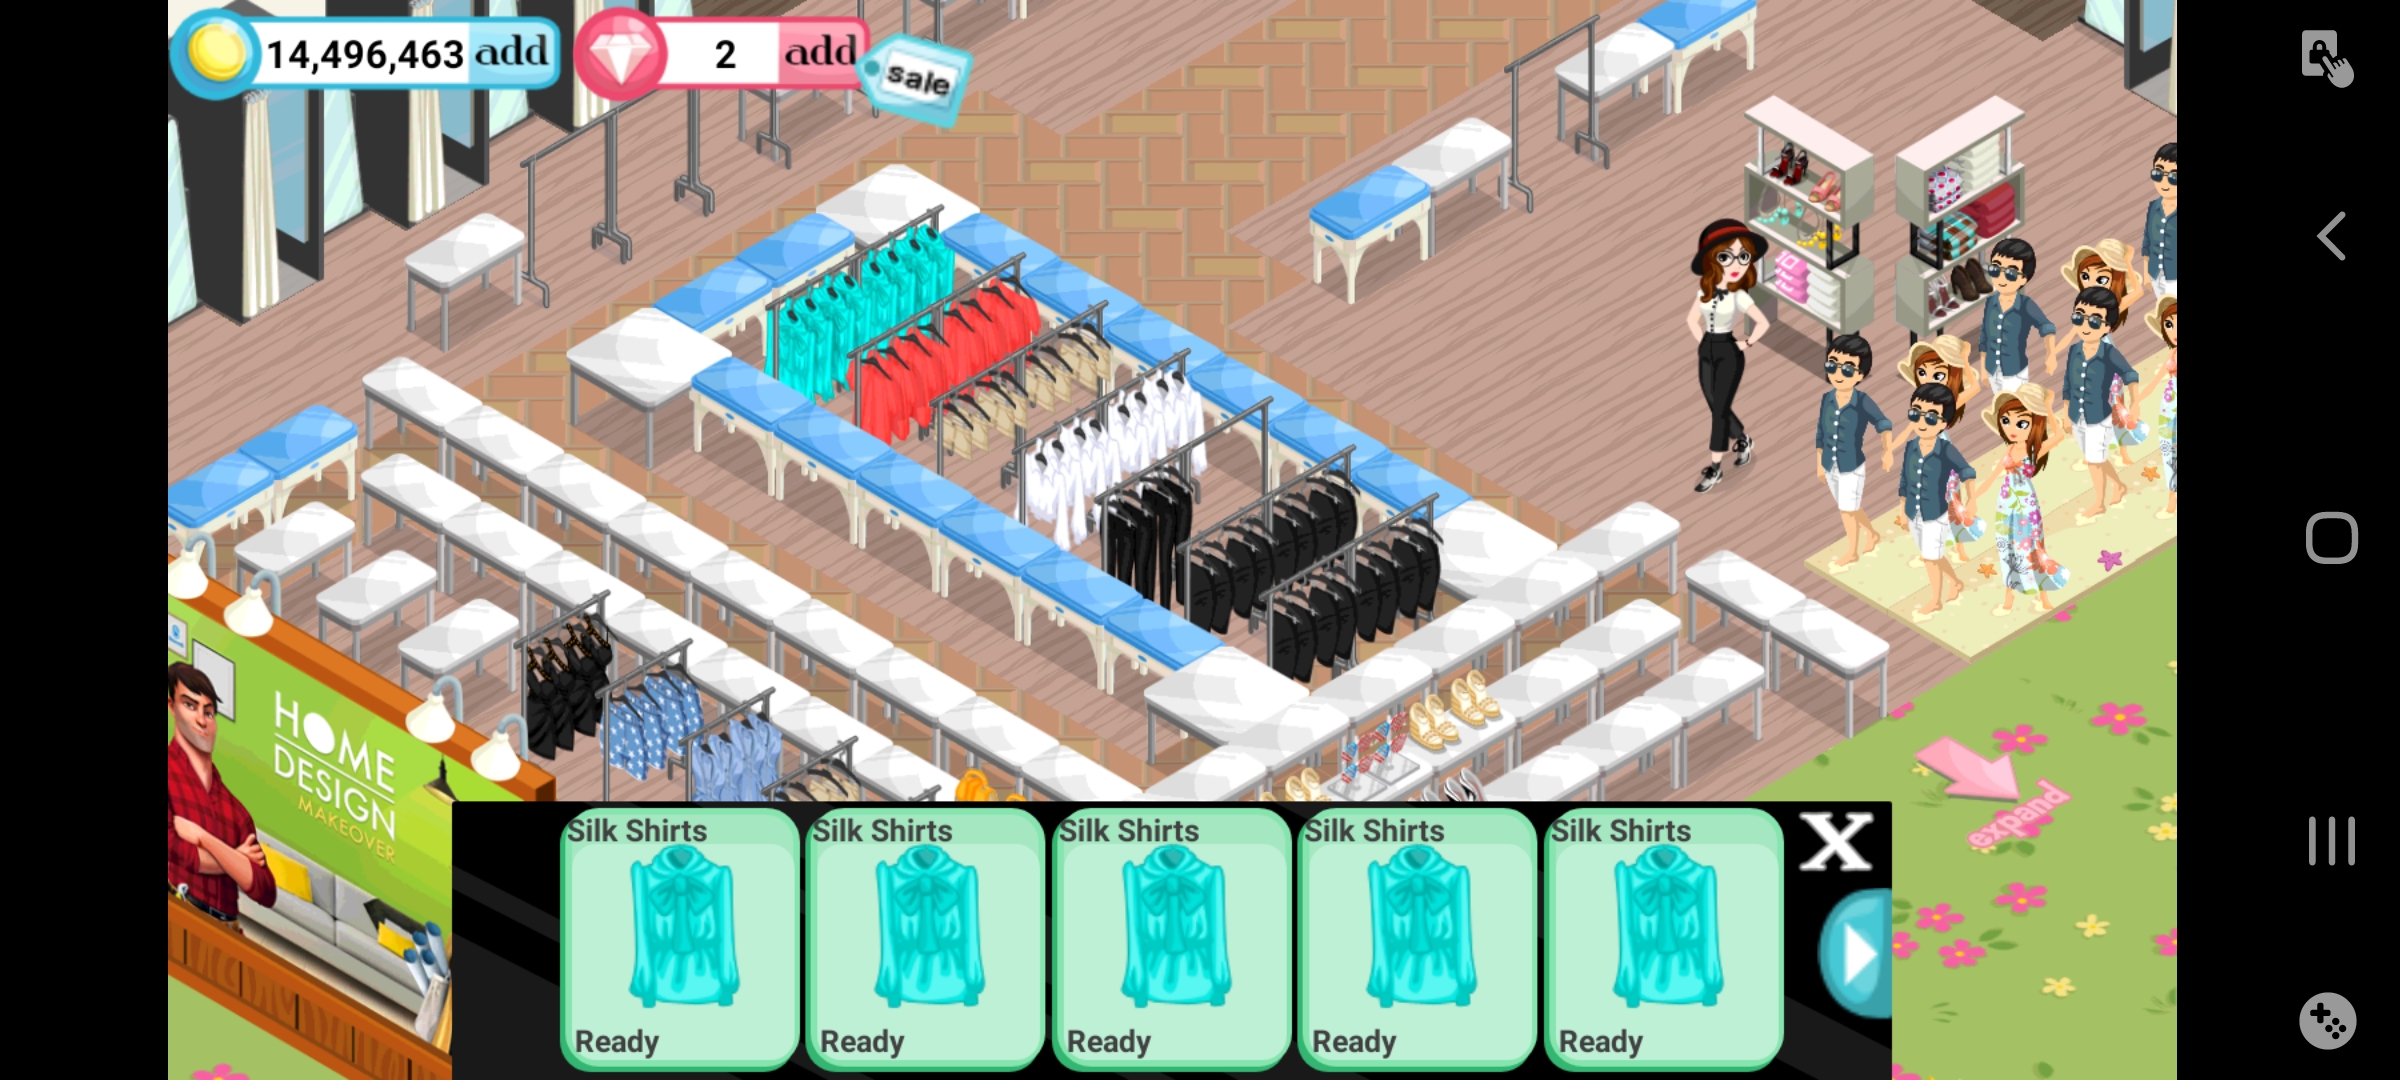 14,496,463 add
2 add
sale
HOME
DESIGN
MAKEOVER
expand
Silk Shirts
Silk Shirts
Silk Shirts
Silk Shirts
Silk Shirts
X
Ready
Ready
Ready
Ready
Ready